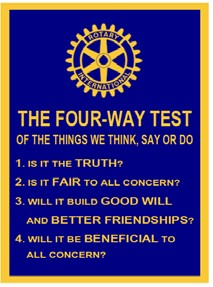 ROTARY
INTERNATIONAL
THE FOUR-WAY TEST
OF THE THINGS WE THINK, SAY OR DO
1. IS IT THE TRUTH?
2. IS IT FAIR TO ALL CONCERN?
3. WILL IT BUILD GOOD WILL
AND BETTER FRIENDSHIPS?
4. WILL IT BE BENEFICIAL TO
ALL CONCERN?